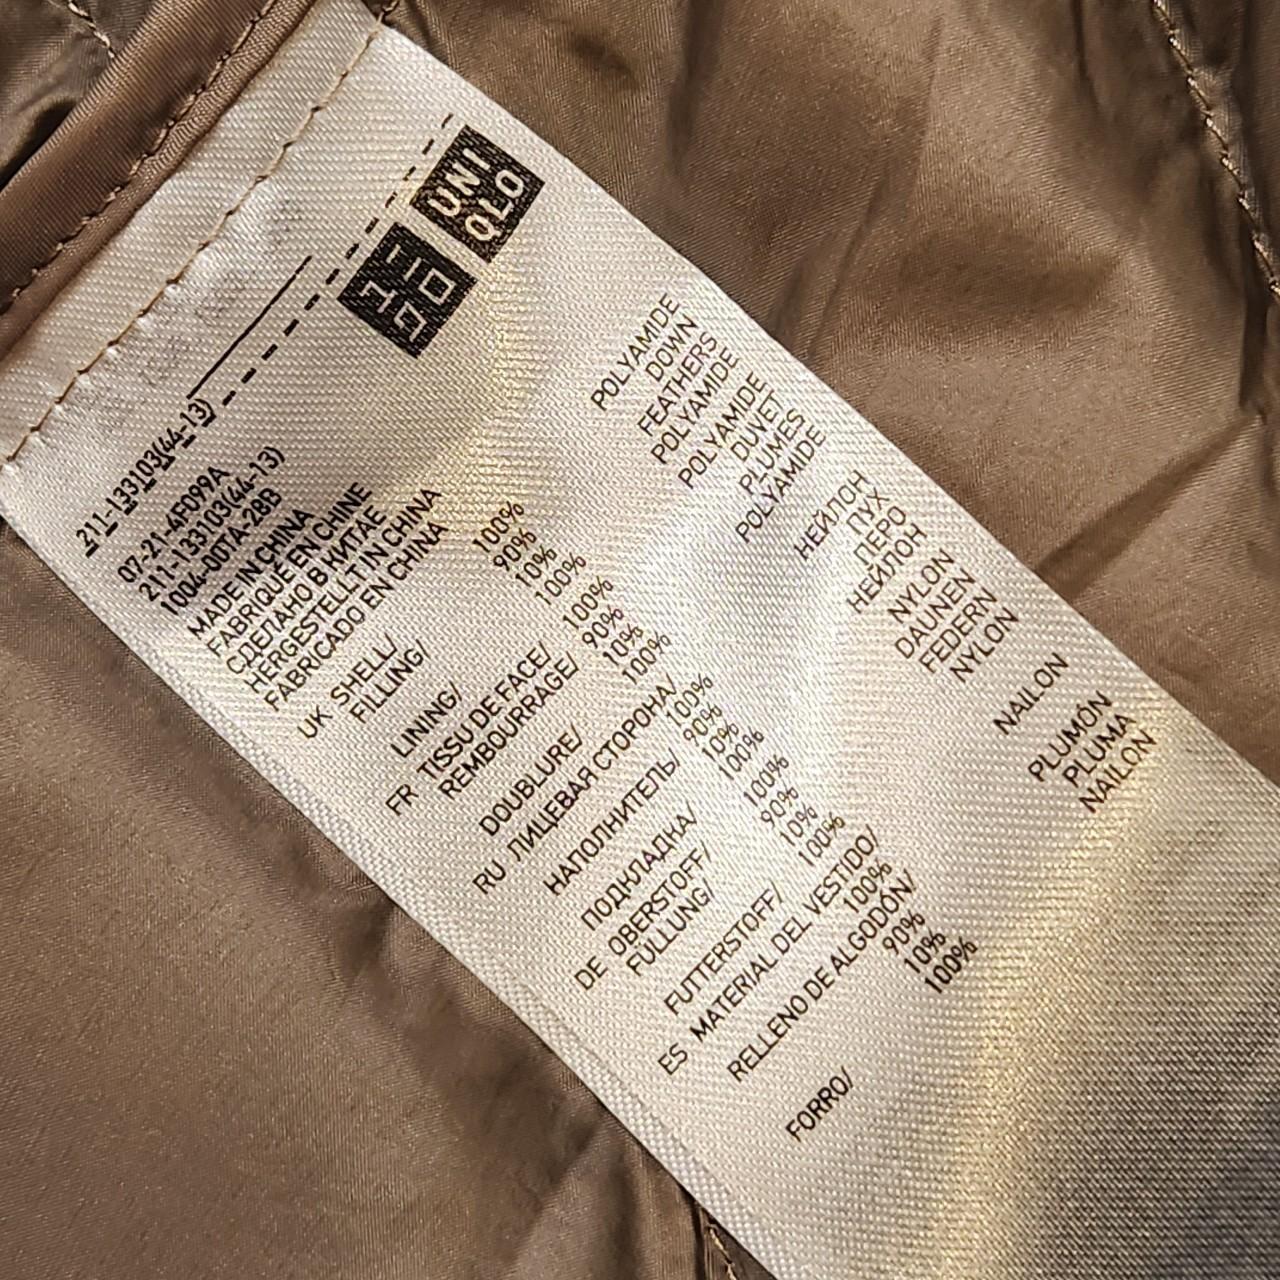 ユニ
クロ
UNI
QLO
211-133103(44-13)
07-21-4F099A
211-133103(44-13)
1004-00TA-28B
MADE IN CHINA
FABRIQUÉ EN CHINE
СДЕЛАНО В КИТАЕ
HERGESTELLT IN CHINA
FABRICADO EN CHINA
UK SHELL/ 100% POLYAMIDE
FILLING/ 90% DOWN
10% FEATHERS
LINING/ 100% POLYAMIDE
FR TISSU DE FACE/ 100% POLYAMIDE
REMBOURRAGE/ 90% DUVET
10% PLUMES
DOUBLURE/ 100% POLYAMIDE
RU ЛИЦЕВАЯ СТОРОНА/ 100% НЕЙЛОН
НАПОЛНИТЕЛЬ/ 90% ПУХ
10% ПЕРО
ПОДКЛАДКА/ 100% НЕЙЛОН
DE OBERSTOFF/ 100% NYLON
FÜLLUNG/ 90% DAUNEN
10% FEDERN
FUTTERSTOFF/ 100% NYLON
ES MATERIAL DEL VESTIDO/
100% NAILON
RELLENO DE ALGODÓN/
90% PLUMÓN
10% PLUMA
FORRO/ 100% NAILON